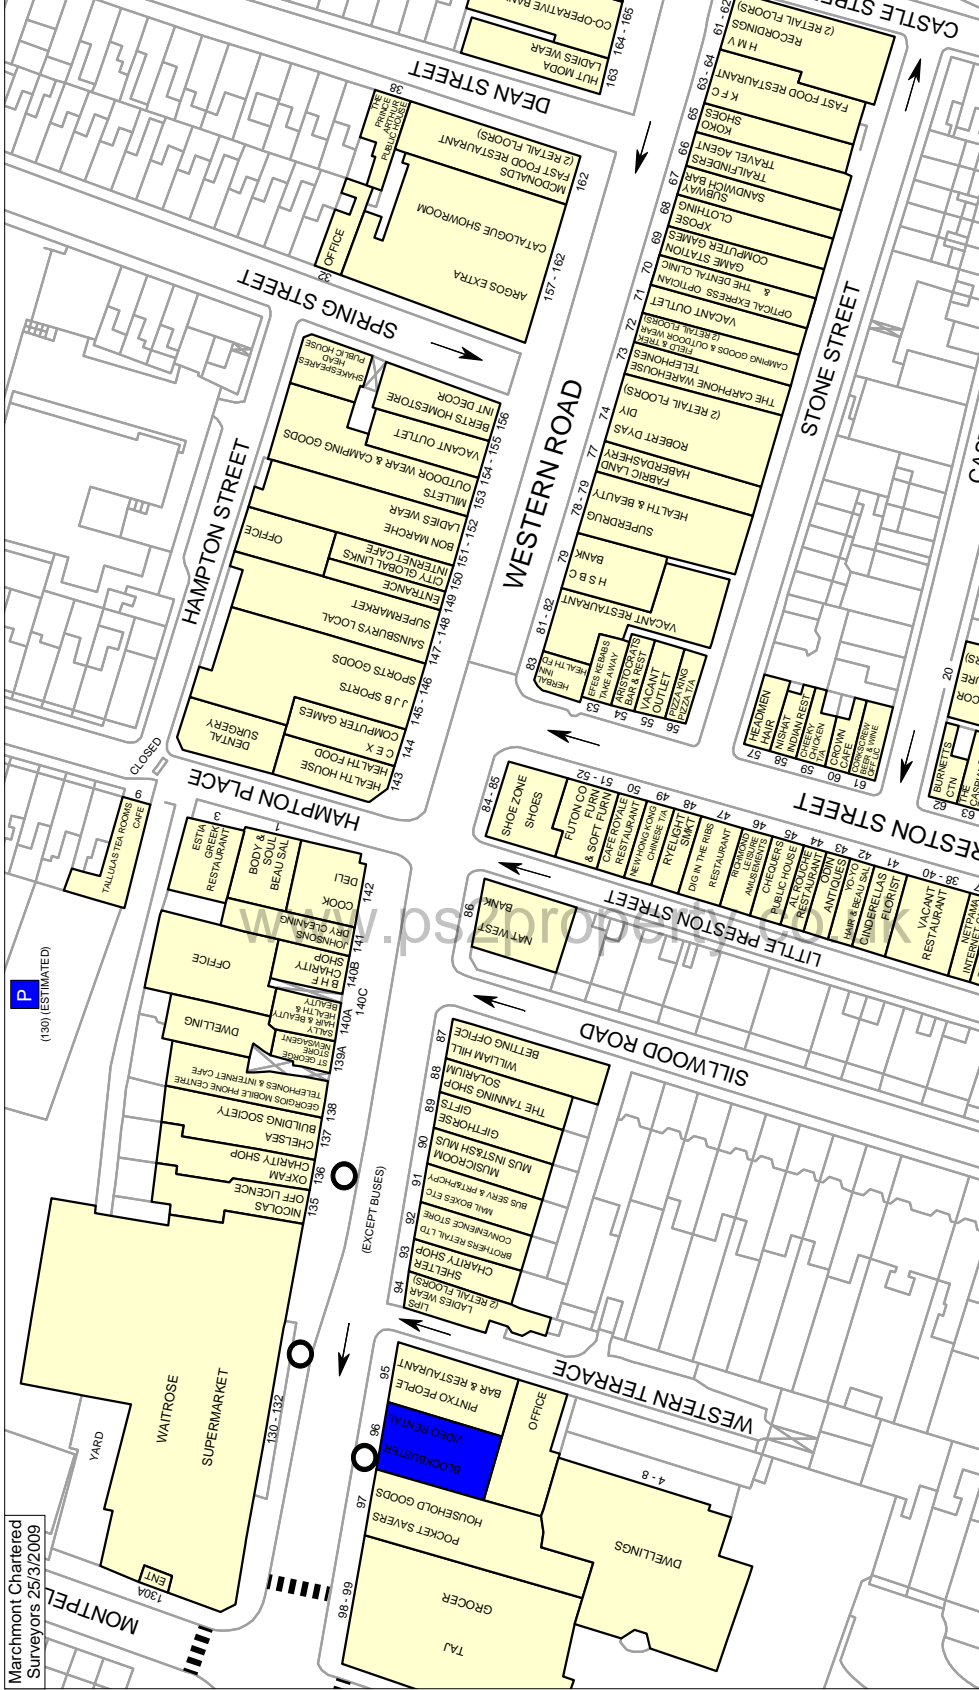 CASTLE STREET
CO-OPERATIVE BANK
164 - 165
HUT MODA
LADIES WEAR
163
DEAN STREET
38
THE
PRINCE
ARTHUR
PUBLIC HOUSE
MCDONALDS
FAST FOOD RESTAURANT
(2 RETAIL FLOORS)
162
OFFICE
32
ARGOS EXTRA
CATALOGUE SHOWROOM
157 - 162
SPRING STREET
61 - 62
H M V
RECORDINGS
(2 RETAIL FLOORS)
63 - 64
K F C
FAST FOOD RESTAURANT
65
KOKO
SHOES
66
TRAILFINDERS
TRAVEL AGENT
67
SUBWAY
SANDWICH BAR
68
XPOSE
CLOTHING
69
GAME STATION
COMPUTER GAMES
70
OPTICAL EXPRESS OPTICIAN
& THE DENTAL CLINIC
71
VACANT OUTLET
72
FIELD & TREK
CAMPING GOODS & OUTDOOR WEAR
(2 RETAIL FLOORS)
73
THE CARPHONE WAREHOUSE
TELEPHONES
74
ROBERT DYAS
DIY
(2 RETAIL FLOORS)
77
FABRIC LAND
HABERDASHERY
78 - 79
SUPERDRUG
HEALTH & BEAUTY
79
H S B C
BANK
81 - 82
VACANT RESTAURANT
83
HERBAL
INN
HEALTH FD
EFES KEBABS
TAKE AWAY
53
ARISTOCRATS
BAR & REST
54
VACANT
OUTLET
55
PIZZA KING
PIZZA T/A
56
STONE STREET
WESTERN ROAD
SHAKESPEARES
HEAD
PUBLIC HOUSE
BERTS HOMESTORE
INT DECOR
156
VACANT OUTLET
154 - 155
MILLETS
OUTDOOR WEAR & CAMPING GOODS
153
BON MARCHE
LADIES WEAR
151 - 152
CITY GLOBAL LINKS
INTERNET CAFE
150
OFFICE
ENTRANCE
149
SAINSBURYS LOCAL
SUPERMARKET
147 - 148
J J B SPORTS
SPORTS GOODS
145 - 146
C E X
COMPUTER GAMES
144
HEALTH HOUSE
HEALTH FOOD
143
DENTAL
SURGERY
HAMPTON STREET
CLOSED
HAMPTON PLACE
9
TALLULAS TEA ROOMS
CAFE
3
ESTIA
GREEK
RESTAURANT
1
BODY &
SOUL
BEAU SAL
COOK
DELI
142
JOHNSONS
DRY CLEANING
141
B H F
CHARITY
SHOP
140B
140C
OFFICE
SALLY
HAIR & BEAUTY
HEALTH &
BEAUTY
140A
ST GEORGE
STORE
NEWSAGENT
139A
DWELLING
GEORGIOS MOBILE PHONE CENTRE
TELEPHONES & INTERNET CAFE
138
CHELSEA
BUILDING SOCIETY
137
OXFAM
CHARITY SHOP
136
NICOLAS
OFF LICENCE
135
P
(130) (ESTIMATED)
WAITROSE
SUPERMARKET
130 - 132
YARD
ENT
130A
MONTPEL
(EXCEPT BUSES)
HEADMEN
HAIR
57
NISHAT
INDIAN REST
58
CHEEKY
CHICKEN
T/A
59
CROWN
CAFE
60
CORKSCREW
BEER & WINE
OFF LIC
61
BURNETTS
CTN
62
THE
63
20
84 - 85
SHOE ZONE
SHOES
FUTON CO
FURN
& SOFT FURN
51 - 52
CAFE ROYALE
RESTAURANT
50
NEW HONG KONG
CHINESE T/A
49
RYELIGHT
SMKT
48
DIG IN THE RIBS
RESTAURANT
47
RICHMOND
LEISURE
AMUSEMENTS
46
CHEQUERS
PUBLIC HOUSE
45
AL ROUCHE
RESTAURANT
44
ODIN
ANTIQUES
43
YO-YO
HAIR & BEAU SAL
42
CINDERELLAS
FLORIST
41
VACANT
RESTAURANT
38 - 40
RESTON STREET
LITTLE PRESTON STREET
86
NAT WEST
BANK
www.ps2property.co.uk
SILLWOOD ROAD
87
WILLIAM HILL
BETTING OFFICE
88
THE TANNING SHOP
SOLARIUM
89
GIFTHORSE
GIFTS
90
MUSICROOM
MUS INST&SH MUS
91
MAIL BOXES ETC
BUS SERV & PRT&PHCPY
92
BROTHERS RETAIL LTD
CONVENIENCE STORE
93
SHELTER
CHARITY SHOP
94
LIPS
LADIES WEAR
(2 RETAIL FLOORS)
WESTERN TERRACE
95
PINTXO PEOPLE
BAR & RESTAURANT
96
BLOCKBUSTER
VIDEO RENTAL
OFFICE
97
POCKET SAVERS
HOUSEHOLD GOODS
98 - 99
TAJ
GROCER
DWELLINGS
4 - 8
Marchmont Chartered
Surveyors 25/3/2009